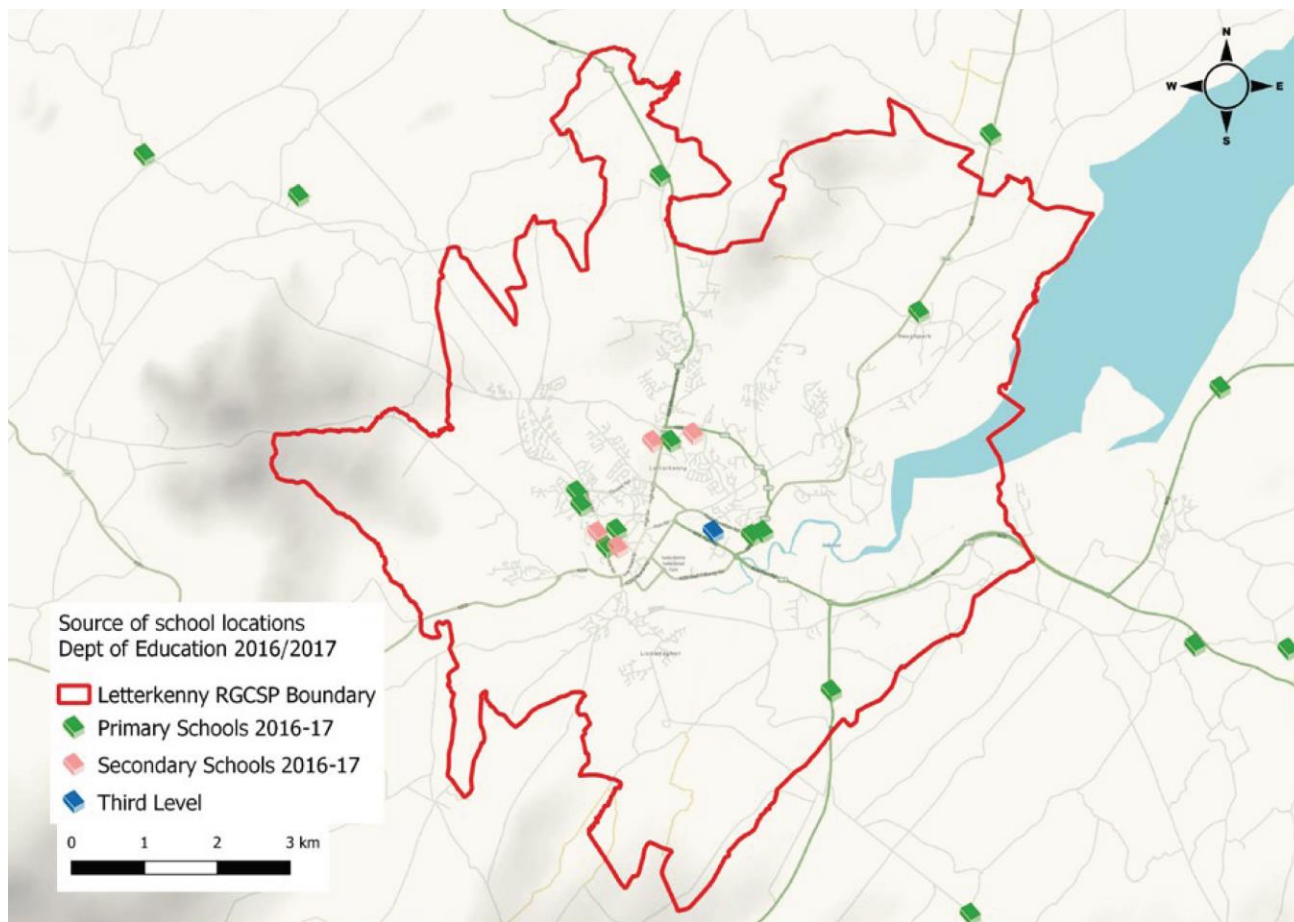 N
W E
S
Letterkenny
Source of school locations
Dept of Education 2016/2017
Letterkenny RGCSP Boundary
Primary Schools 2016-17
Secondary Schools 2016-17
Third Level
0 1 2 3 km